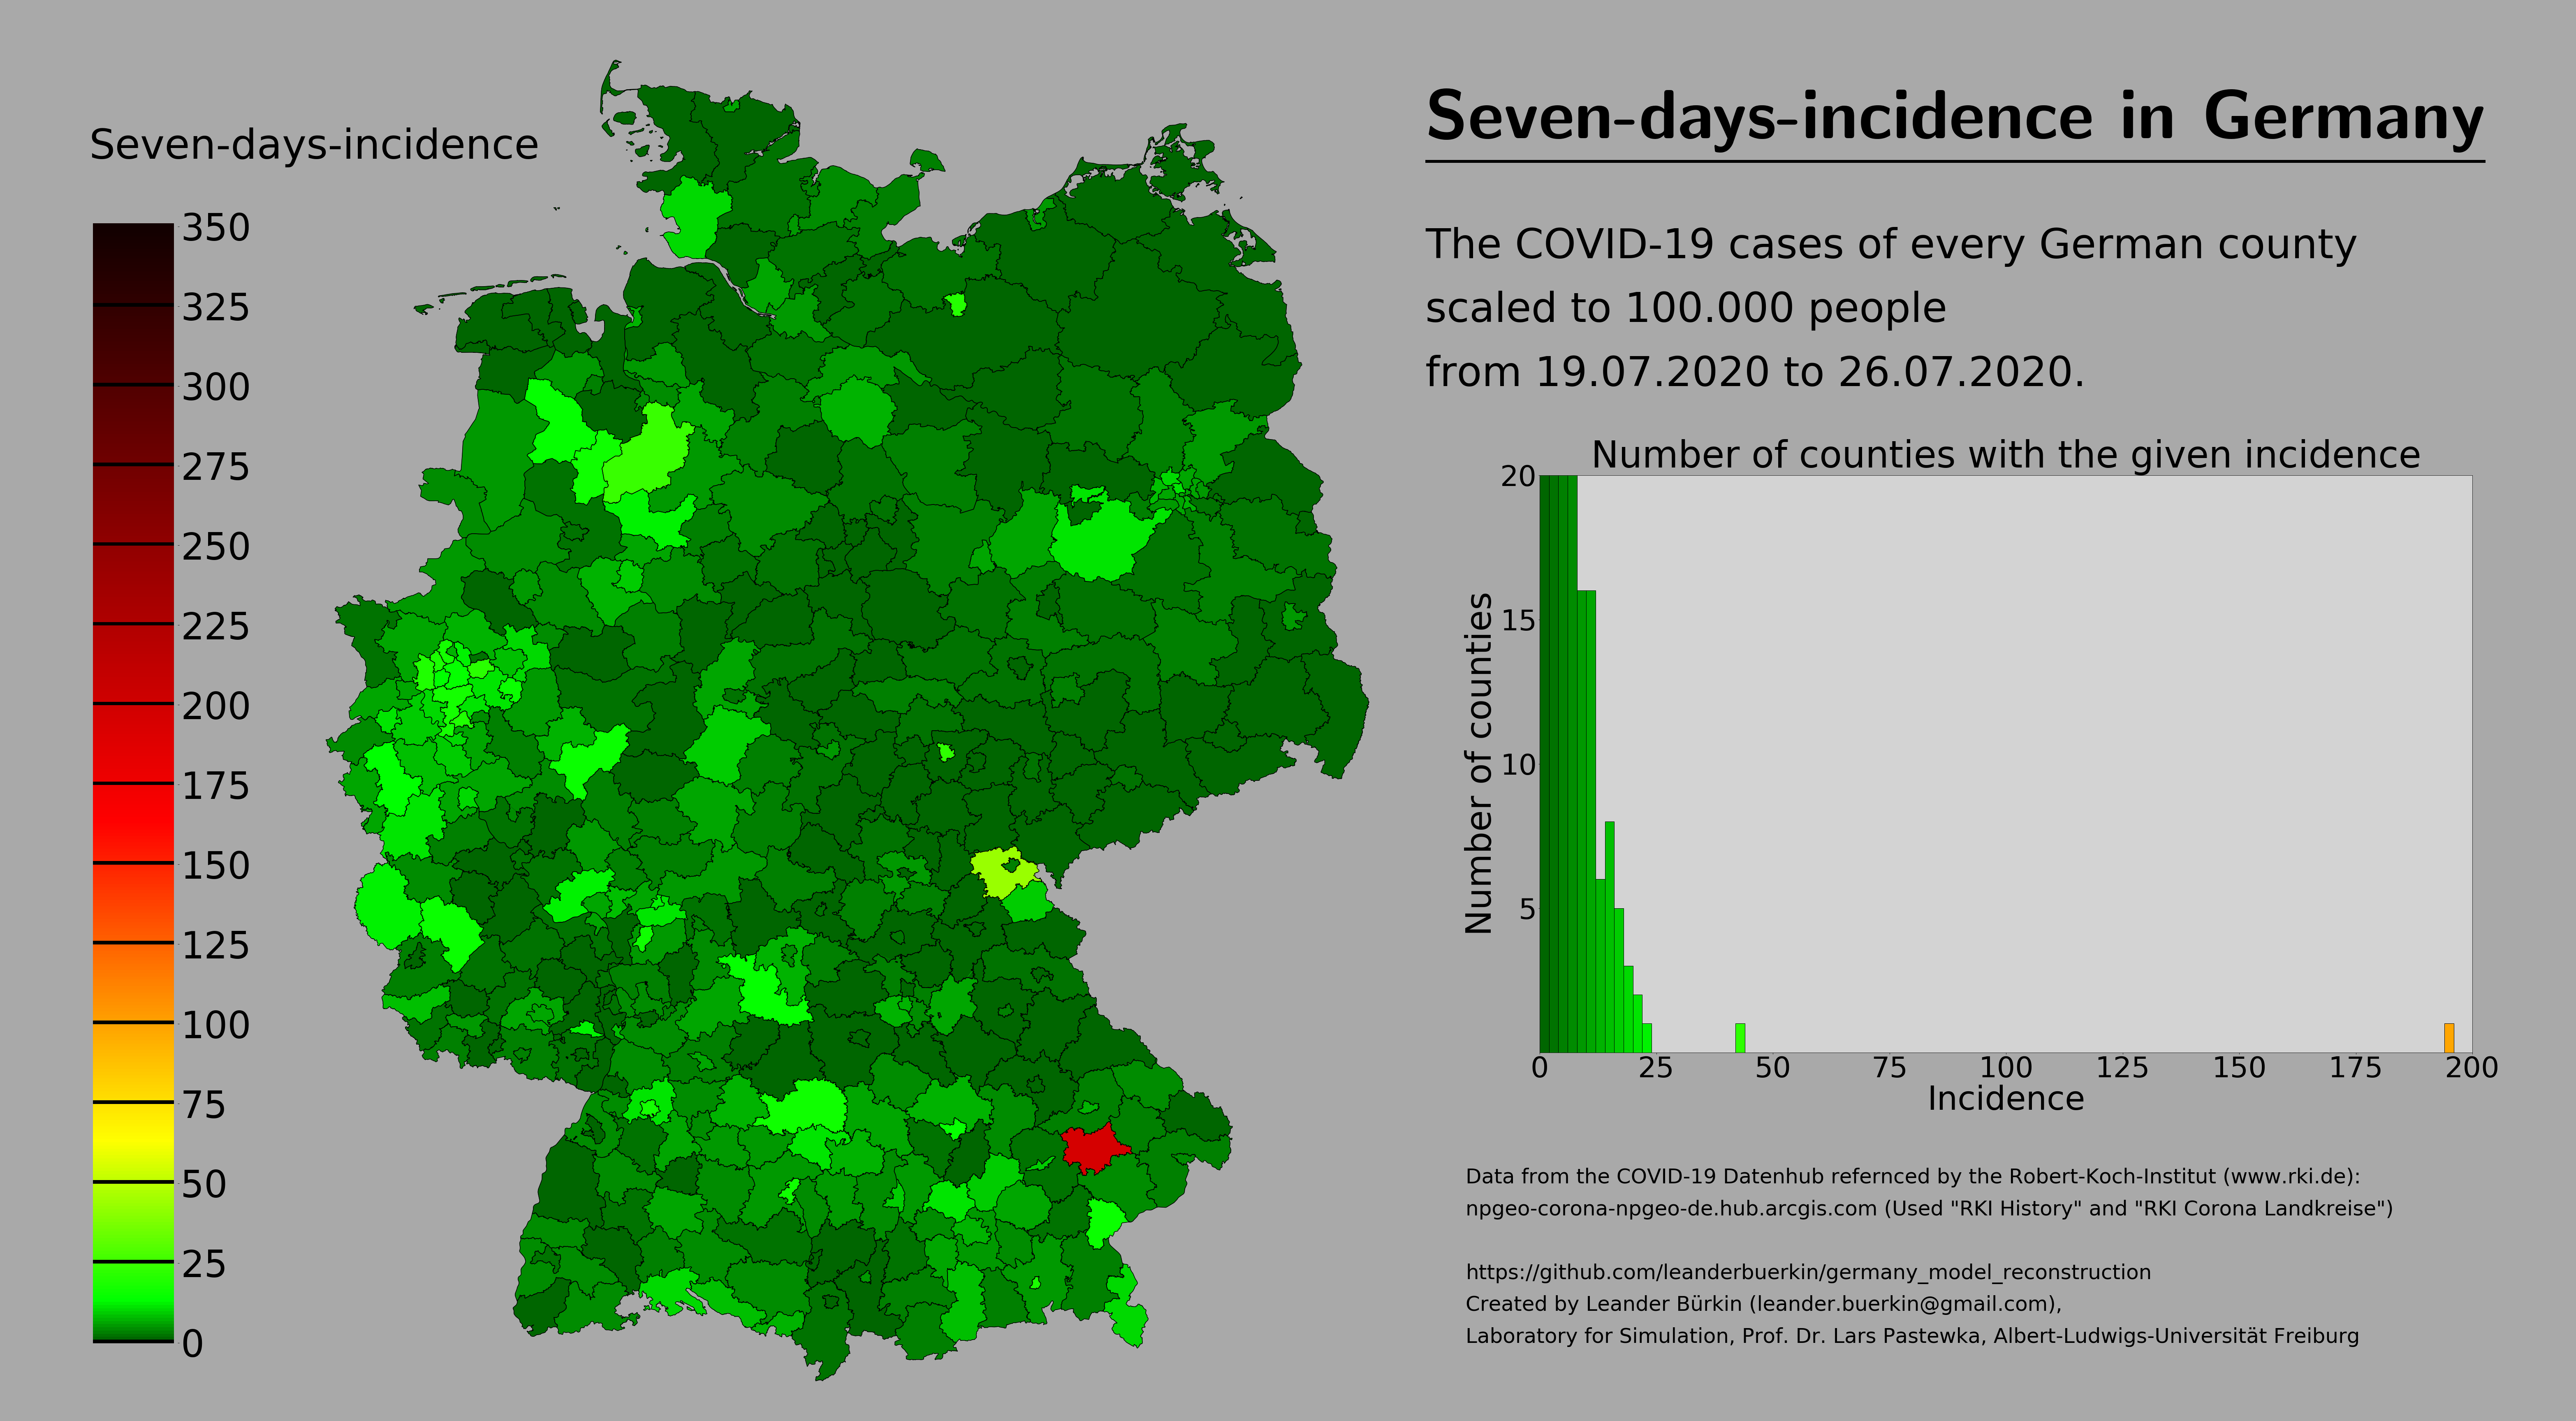 Seven-days-incidence in Germany
Seven-days-incidence
350
325
300
275
250
225
200
175
150
125
100
75
50
25
0
The COVID-19 cases of every German county
scaled to 100.000 people
from 19.07.2020 to 26.07.2020.
Number of counties with the given incidence
20
15
10
5
Number of counties
0 25 50 75 100 125 150 175 200
Incidence
Data from the COVID-19 Datenhub refernced by the Robert-Koch-Institut (www.rki.de):
npgeo-corona-npgeo-de.hub.arcgis.com (Used "RKI History" and "RKI Corona Landkreise")
https://github.com/leanderbuerkin/germany_model_reconstruction
Created by Leander Bürkin (leander.buerkin@gmail.com),
Laboratory for Simulation, Prof. Dr. Lars Pastewka, Albert-Ludwigs-Universität Freiburg